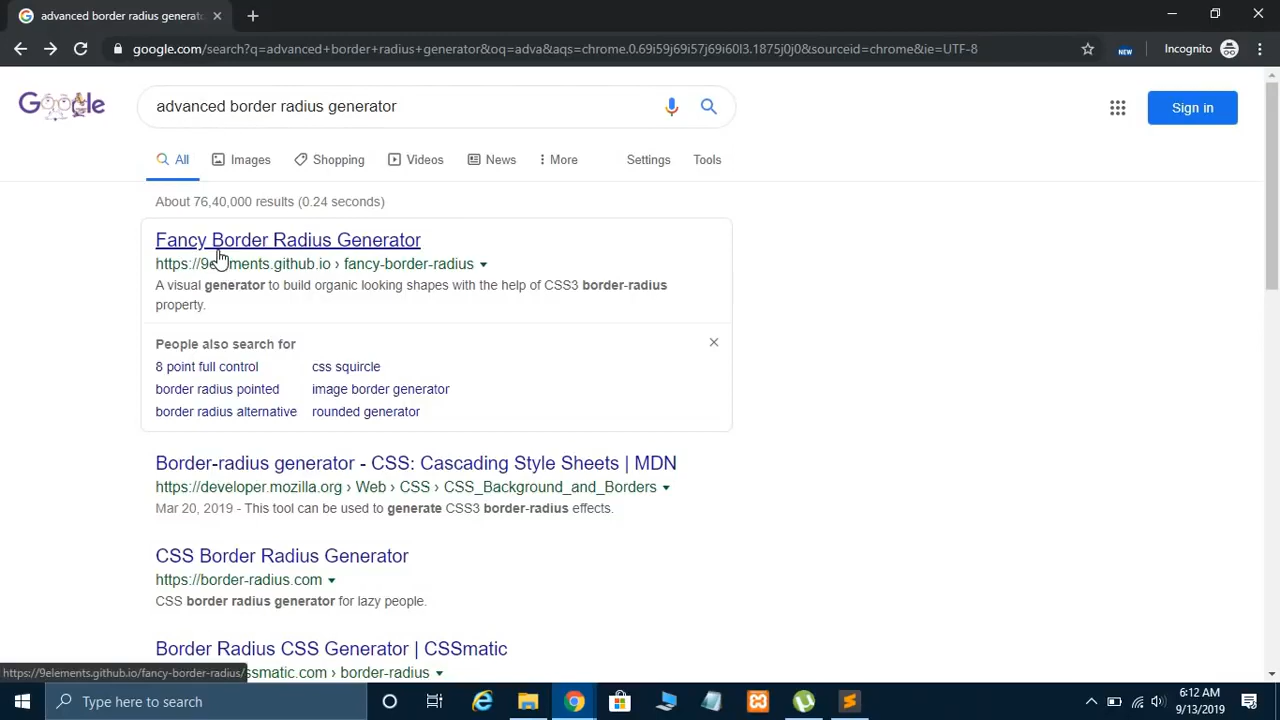 advanced border radius generato
google.com/search?q=advanced+border+radius+generator&oq=adva&aqs=chrome.0.69i59j69i57j69i60l3.1875j0j0&sourceid=chrome&ie=UTF-8
NEW
Incognito
Google
advanced border radius generator
Sign in
All
Images
Shopping
Videos
News
More
Settings
Tools
About 76,40,000 results (0.24 seconds)
Fancy Border Radius Generator
https://9elements.github.io › fancy-border-radius
A visual generator to build organic looking shapes with the help of CSS3 border-radius
property.
People also search for
8 point full control
css squircle
border radius pointed
image border generator
border radius alternative
rounded generator
Border-radius generator - CSS: Cascading Style Sheets | MDN
https://developer.mozilla.org › Web › CSS › CSS_Background_and_Borders
Mar 20, 2019 - This tool can be used to generate CSS3 border-radius effects.
CSS Border Radius Generator
https://border-radius.com
CSS border radius generator for lazy people.
Border Radius CSS Generator | CSSmatic
ssmatic.com › border-radius
https://9elements.github.io/fancy-border-radius/
Type here to search
6:12 AM
9/13/2019